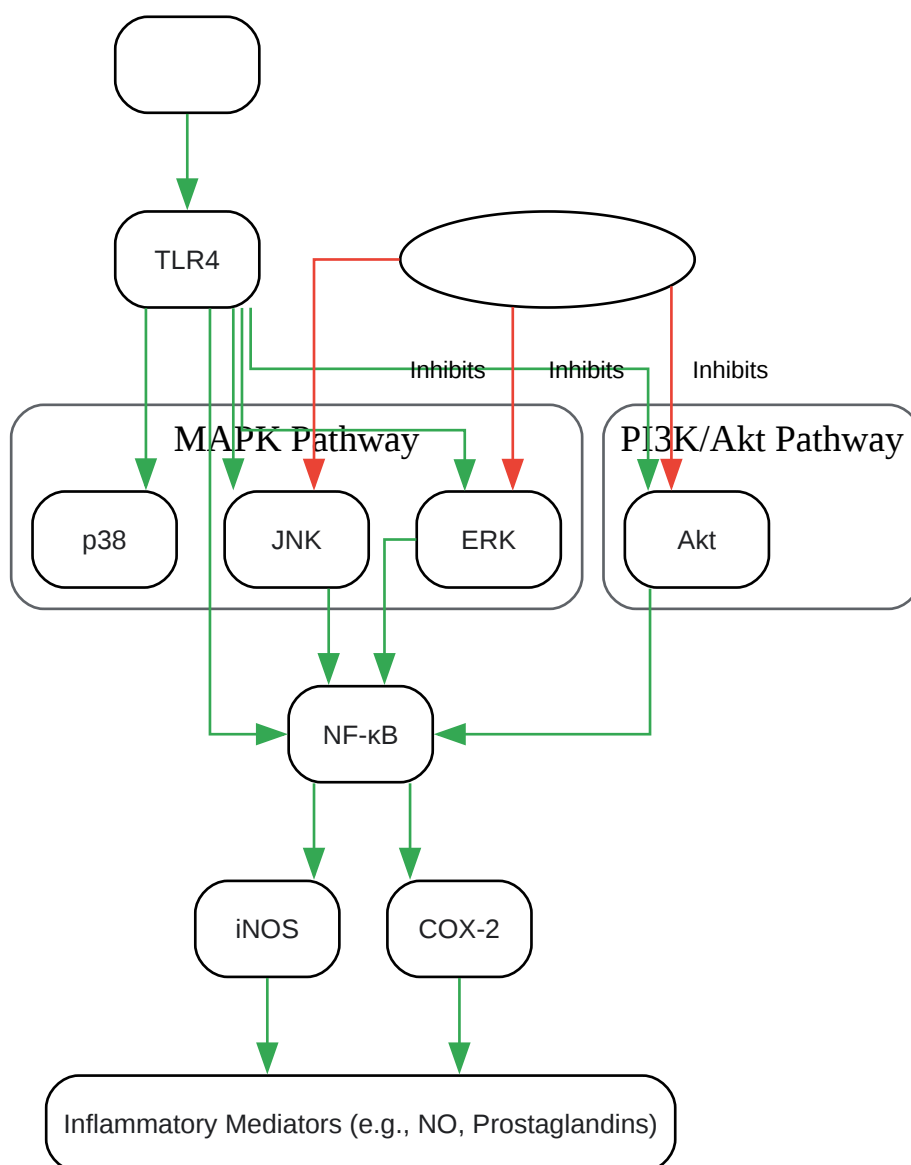 TLR4
Inhibits
Inhibits
Inhibits
MAPK Pathway
PI3K/Akt Pathway
p38
JNK
ERK
Akt
NF-κB
iNOS
COX-2
Inflammatory Mediators (e.g., NO, Prostaglandins)